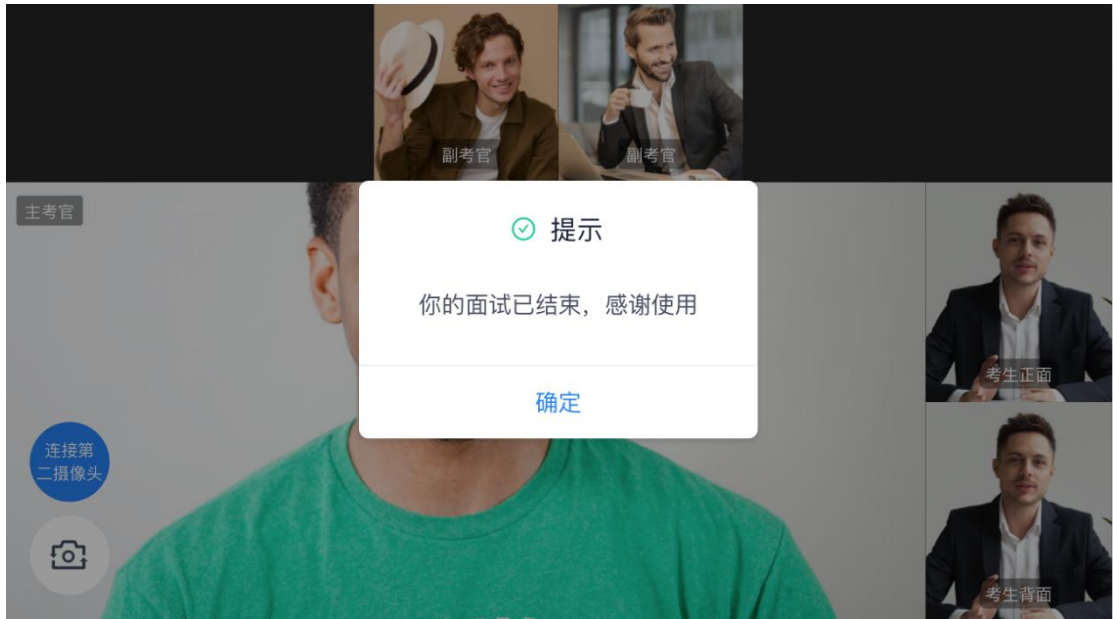 副考官
副考官
主考官
提示
你的面试已结束，感谢使用
考生正面
确定
连接第
二摄像头
考生背面